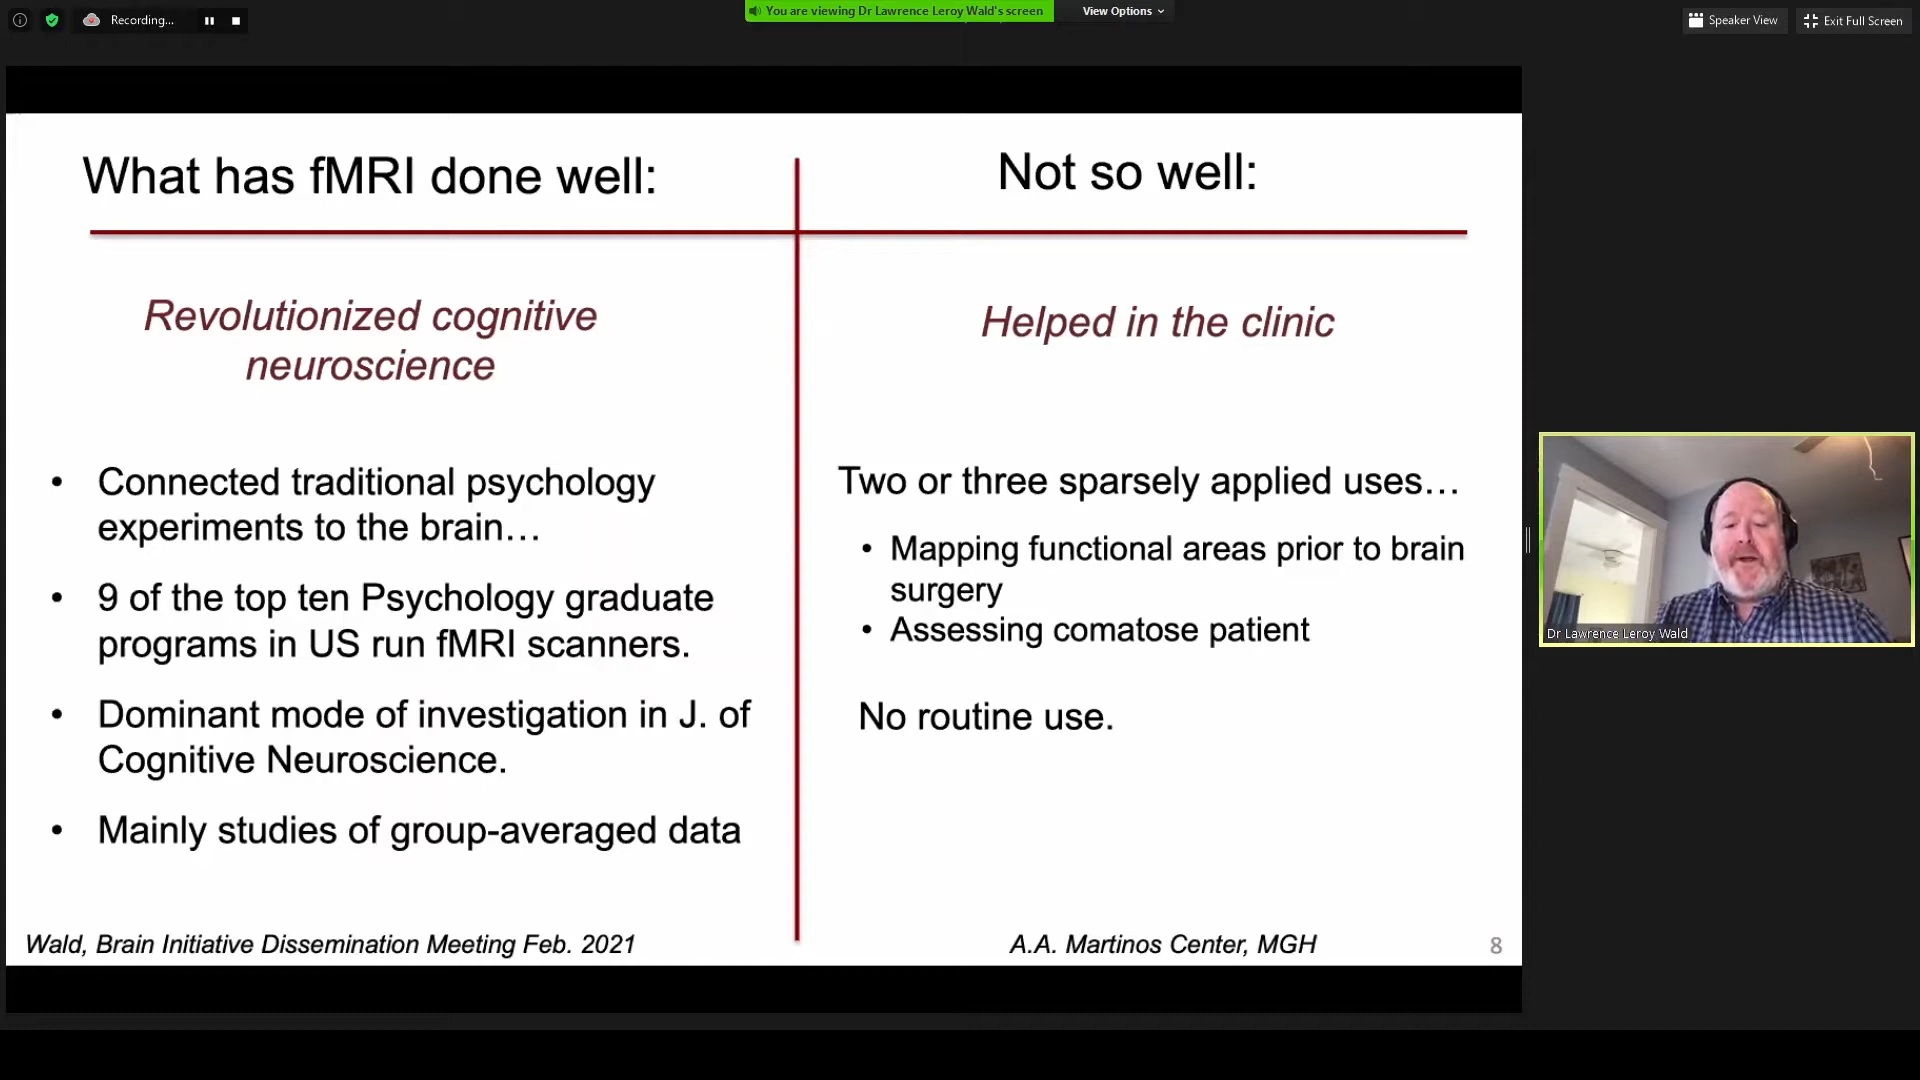 Recording...
You are viewing Dr Lawrence Leroy Wald's screen
View Options
Speaker View
Exit Full Screen
What has fMRI done well:
Not so well:
Revolutionized cognitive
neuroscience
Helped in the clinic
• Connected traditional psychology
experiments to the brain…
• 9 of the top ten Psychology graduate
programs in US run fMRI scanners.
• Dominant mode of investigation in J. of
Cognitive Neuroscience.
• Mainly studies of group-averaged data
Two or three sparsely applied uses…
• Mapping functional areas prior to brain
surgery
• Assessing comatose patient
No routine use.
Wald, Brain Initiative Dissemination Meeting Feb. 2021
A.A. Martinos Center, MGH
8
Dr Lawrence Leroy Wald